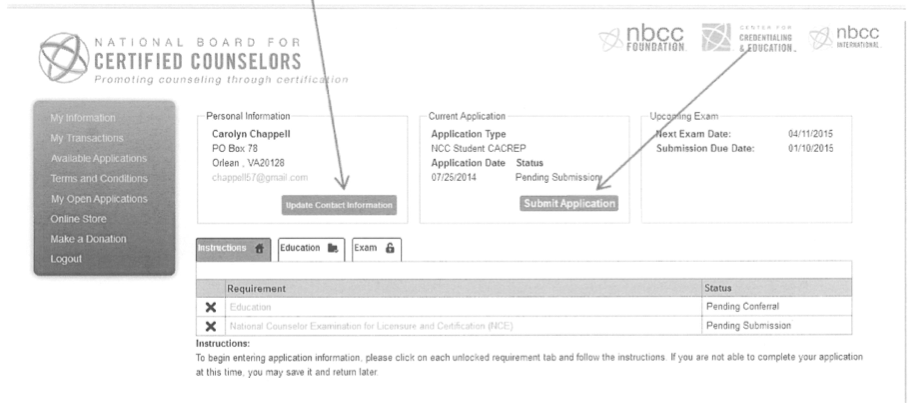 NATIONAL BOARD FOR
CERTIFIED COUNSELORS
Promoting counseling through certification
nbcc
FOUNDATION
CENTER FOR
CREDENTIALING
& EDUCATION
nbcc
INTERNATIONAL
My Information
My Transactions
Available Applications
Terms and Conditions
My Open Applications
Online Store
Make a Donation
Logout
Personal Information
Carolyn Chappell
PO Box 78
Orlean , VA20128
chappell57@gmail.com
Update Contact Information
Current Application
Application Type
NCC Student CACREP
Application Date Status
07/25/2014 Pending Submission
Submit Application
Upcoming Exam
Next Exam Date: 04/11/2015
Submission Due Date: 01/10/2015
Instructions Education Exam
Requirement Status
Education Pending Conferral
National Counselor Examination for Licensure and Certification (NCE) Pending Submission
Instructions:
To begin entering application information, please click on each unlocked requirement tab and follow the instructions. If you are not able to complete your application
at this time, you may save it and return later.